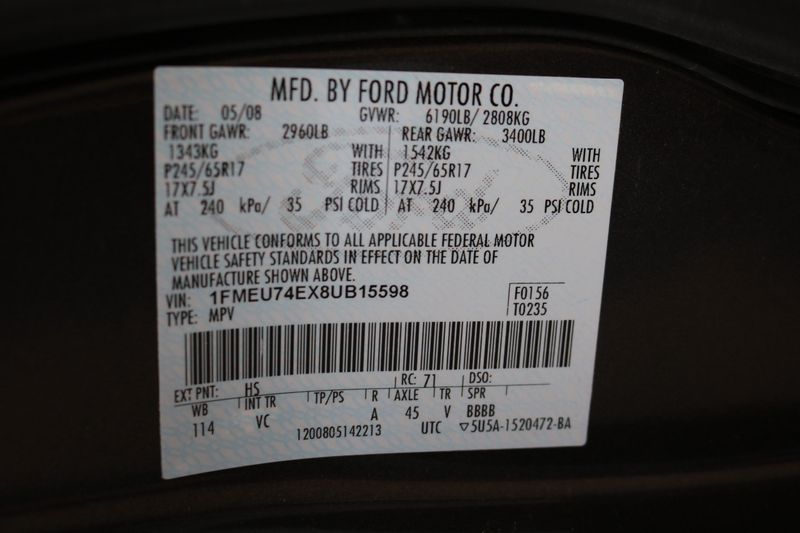 MFD. BY FORD MOTOR CO.
DATE: 05/08 GVWR: 6190LB/ 2808KG
FRONT GAWR: 2960LB REAR GAWR: 3400LB
1343KG WITH 1542KG WITH
P245/65R17 TIRES P245/65R17 TIRES
17X7.5J RIMS 17X7.5J RIMS
AT 240 kPa/ 35 PSI COLD AT 240 kPa/ 35 PSI COLD
THIS VEHICLE CONFORMS TO ALL APPLICABLE FEDERAL MOTOR
VEHICLE SAFETY STANDARDS IN EFFECT ON THE DATE OF
MANUFACTURE SHOWN ABOVE.
VIN: 1FMEU74EX8UB15598 F0156
TYPE: MPV T0235
EXT PNT: HS RC: 71 DSO:
WB INT TR TP/PS R AXLE TR SPR
114 VC A 45 V BBBB
1200805142213 UTC ▽5U5A-1520472-BA